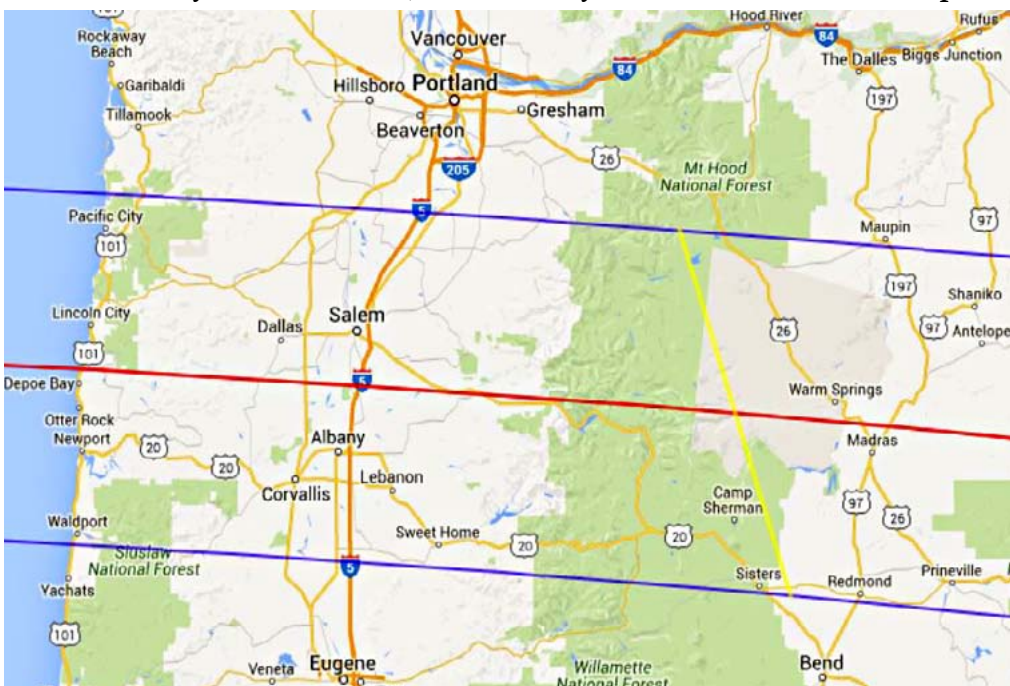 101
Hood River
Rufus
Rockaway
Beach
Vancouver
84
The Dalles
Biggs Junction
84
Garibaldi
Hillsboro
Portland
197
Tillamook
Gresham
Beaverton
26
205
Mt Hood
National Forest
5
Pacific City
101
97
Maupin
197
Shaniko
Lincoln City
Salem
Dallas
26
97
Antelope
101
Depoe Bay
5
Warm Springs
Otter Rock
Newport
20
Albany
Madras
20
Lebanon
Corvallis
Camp
Sherman
97
26
Waldport
Sweet Home
20
20
Siuslaw
National Forest
5
Sisters
Redmond
Prineville
Yachats
101
Veneta
Eugene
Willamette
National Forest
Bend